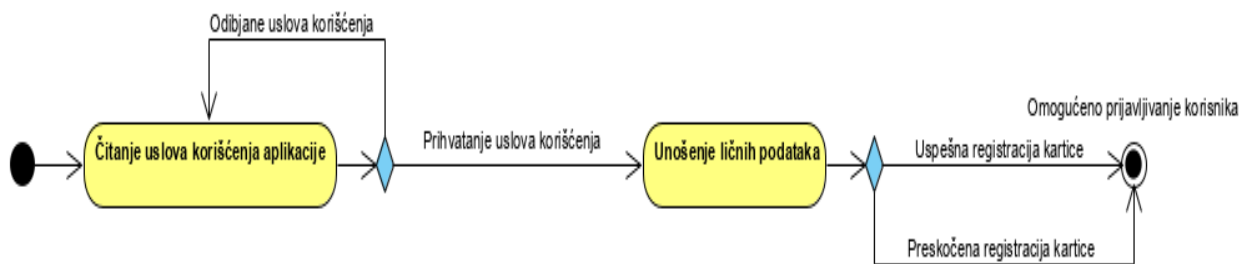 Odibjane uslova korišćenja
Omogućeno prijavljivanje korisnika
Čitanje uslova korišćenja aplikacije
Prihvatanje uslova korišćenja
Unošenje ličnih podataka
Uspešna registracija kartice
Preskočena registracija kartice